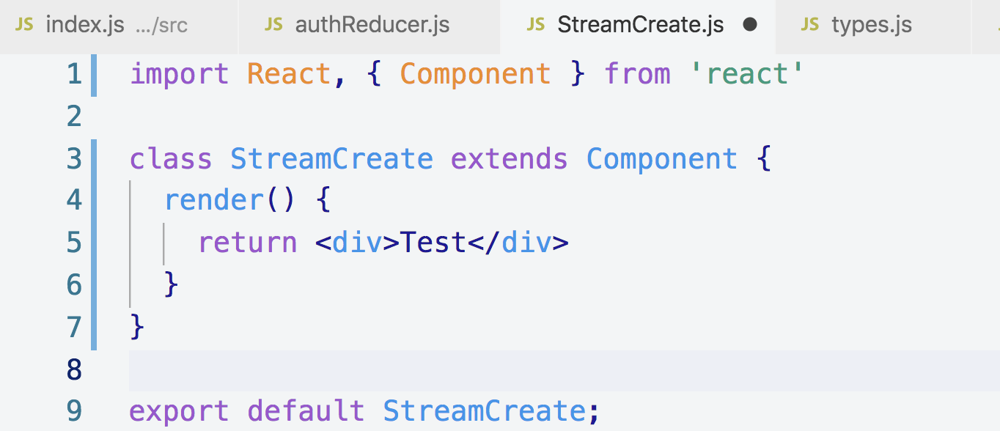 JS index.js .../src JS authReducer.js JS StreamCreate.js ● JS types.js
1 import React, { Component } from 'react'
2
3 class StreamCreate extends Component {
4   render() {
5     return <div>Test</div>
6   }
7 }
8
9 export default StreamCreate;